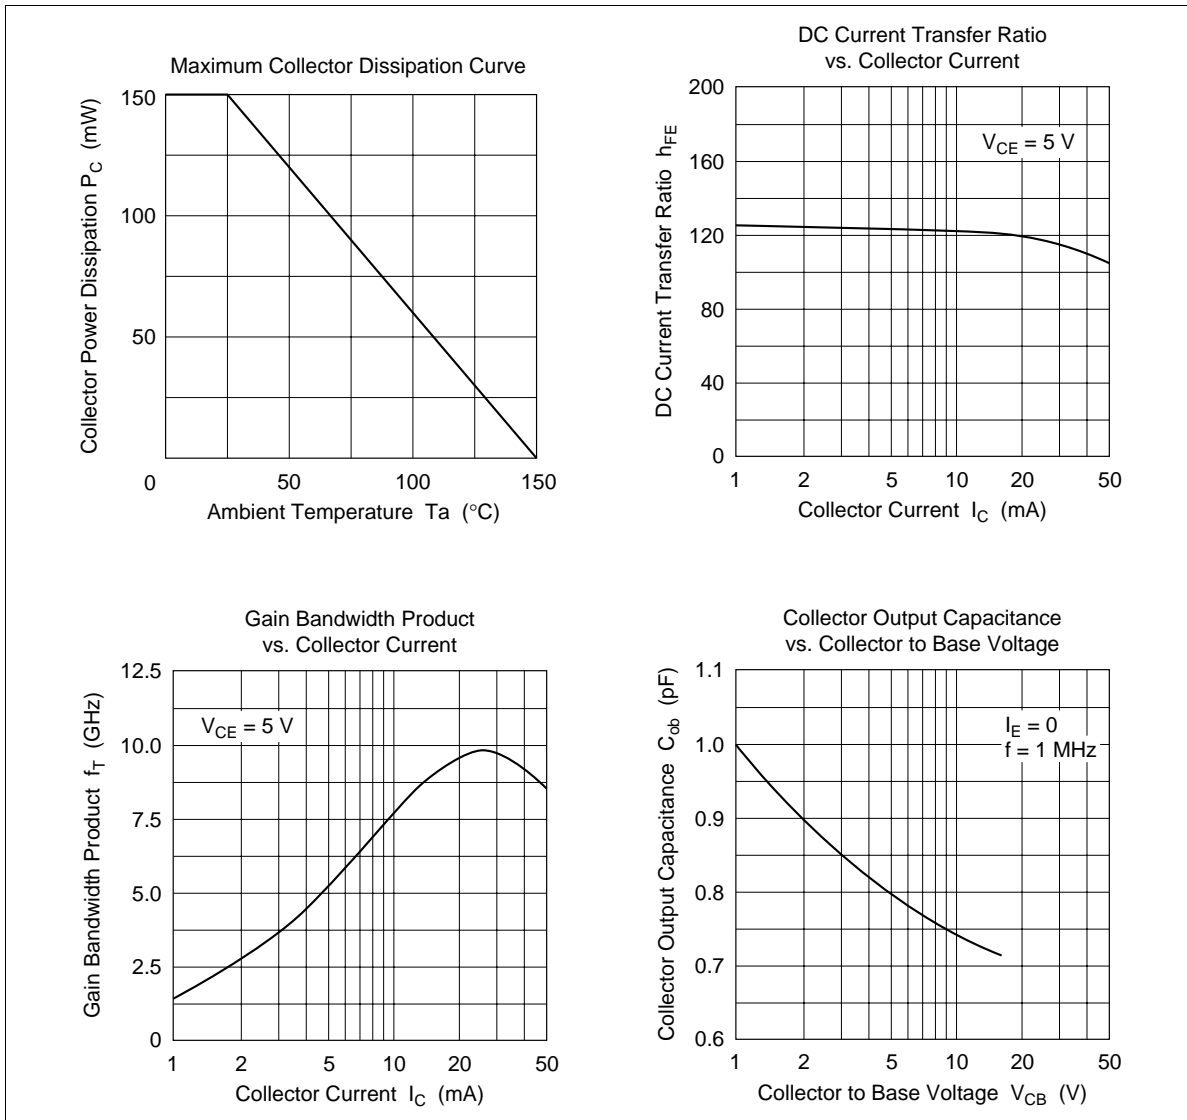 Maximum Collector Dissipation Curve
Collector Power Dissipation P_C (mW)
150
100
50
0
50
100
150
Ambient Temperature Ta (°C)
DC Current Transfer Ratio
vs. Collector Current
DC Current Transfer Ratio h_FE
200
160
120
80
40
0
V_CE = 5 V
1 2 5 10 20 50
Collector Current I_C (mA)
Gain Bandwidth Product
vs. Collector Current
Gain Bandwidth Product f_T (GHz)
12.5
10.0
7.5
5.0
2.5
0
V_CE = 5 V
1 2 5 10 20 50
Collector Current I_C (mA)
Collector Output Capacitance
vs. Collector to Base Voltage
Collector Output Capacitance C_ob (pF)
1.1
1.0
0.9
0.8
0.7
0.6
I_E = 0
f = 1 MHz
1 2 5 10 20 50
Collector to Base Voltage V_CB (V)